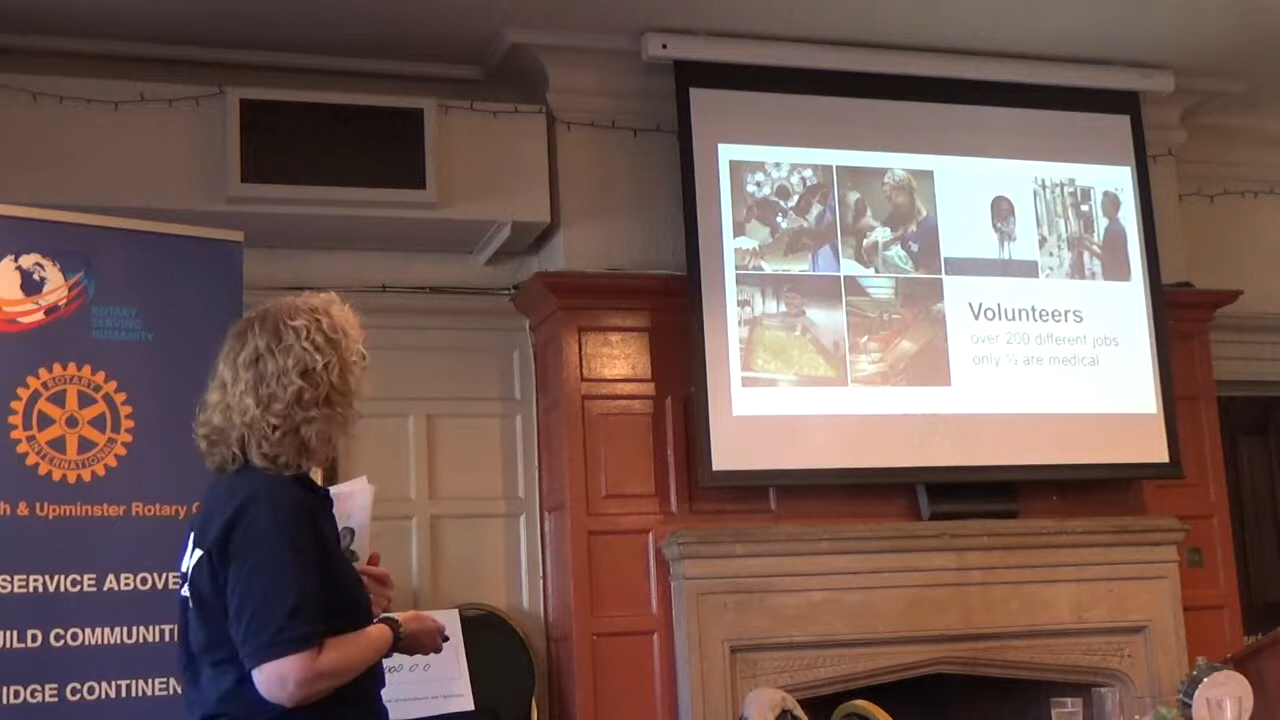 ROTARY
SERVING
HUMANITY
ROTARY
INTERNATIONAL
h & Upminster Rotary
SERVICE ABOVE
UILD COMMUNITI
IDGE CONTINEN
Volunteers
over 200 different jobs
only ⅓ are medical